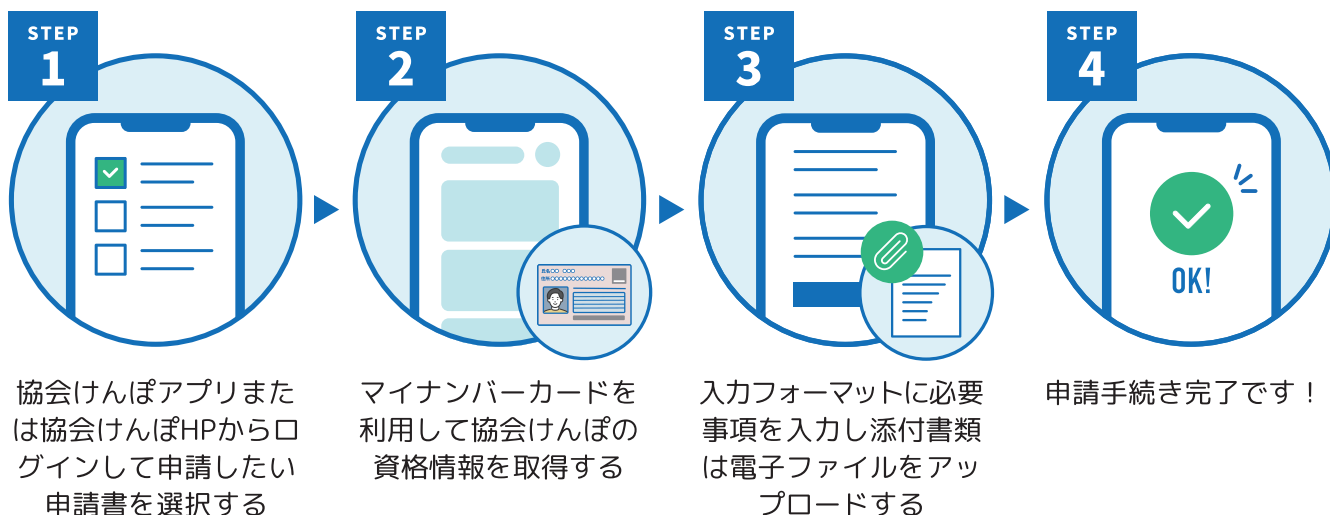 STEP
1
協会けんぽアプリまた
は協会けんぽHPからロ
グインして申請したい
申請書を選択する
STEP
2
マイナンバーカードを
利用して協会けんぽの
資格情報を取得する
STEP
3
入力フォーマットに必要
事項を入力し添付書類
は電子ファイルをアッ
プロードする
STEP
4
OK!
申請手続き完了です！